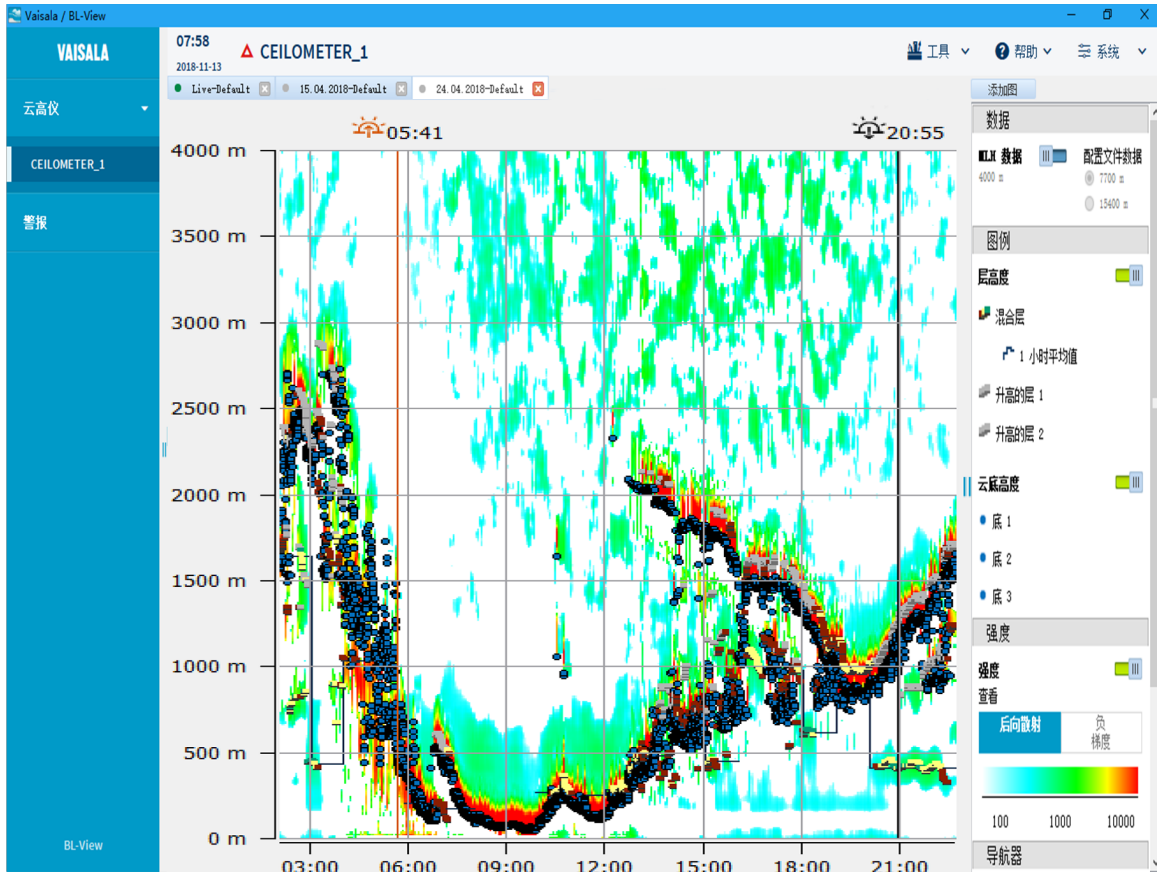 Vaisala / BL-View
VAISALA
07:58
2018-11-13
CEILOMETER_1
工具
帮助
系统
云高仪
CEILOMETER_1
警报
BL-View
Live-Default
15.04.2018-Default
24.04.2018-Default
添加图
05:41
20:55
4000 m
3500 m
3000 m
2500 m
2000 m
1500 m
1000 m
500 m
0 m
03:00 06:00 09:00 12:00 15:00 18:00 21:00
数据
MLH 数据
4000 m
配置文件数据
7700 m
15400 m
图例
层高度
混合层
1 小时平均值
升高的层 1
升高的层 2
云底高度
底 1
底 2
底 3
强度
强度
查看
后向散射
负
梯度
100 1000 10000
导航器